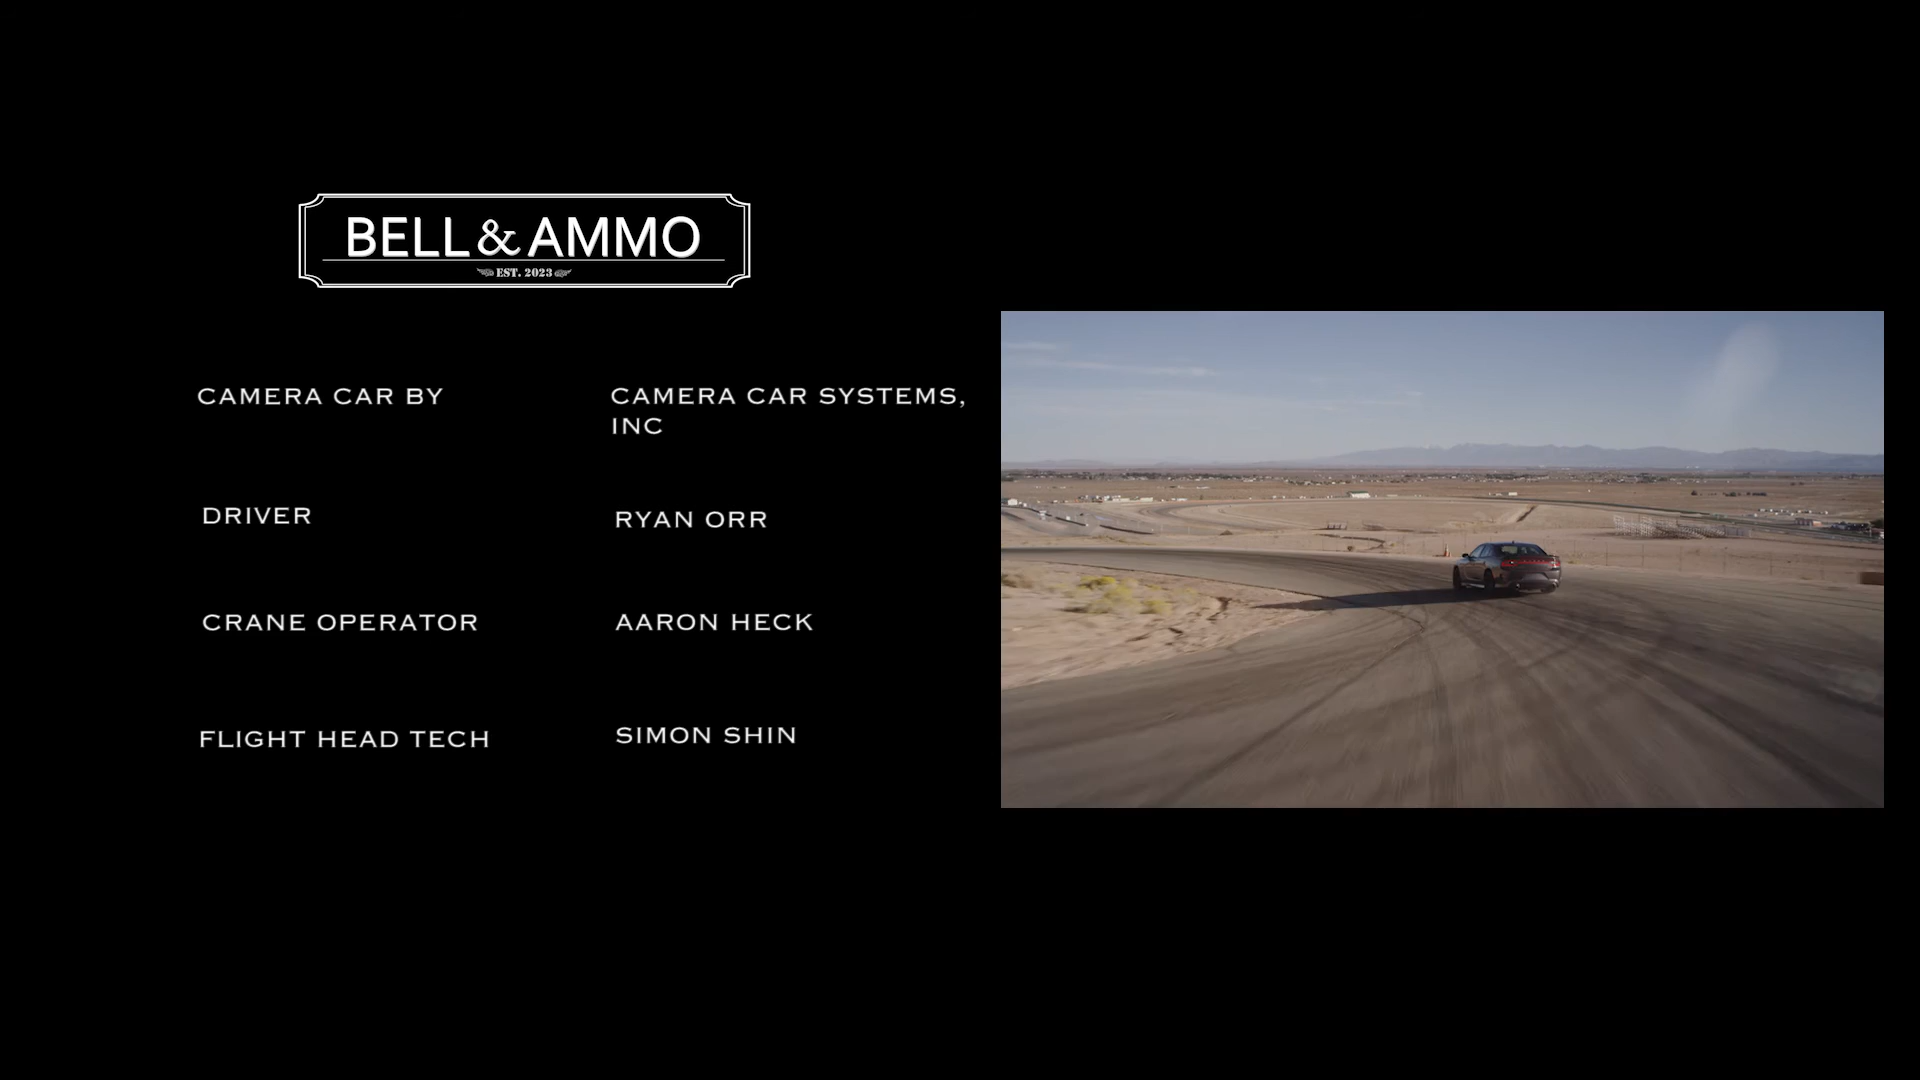 BELL & AMMO
EST. 2023
CAMERA CAR BY
CAMERA CAR SYSTEMS,
INC
DRIVER
RYAN ORR
CRANE OPERATOR
AARON HECK
FLIGHT HEAD TECH
SIMON SHIN